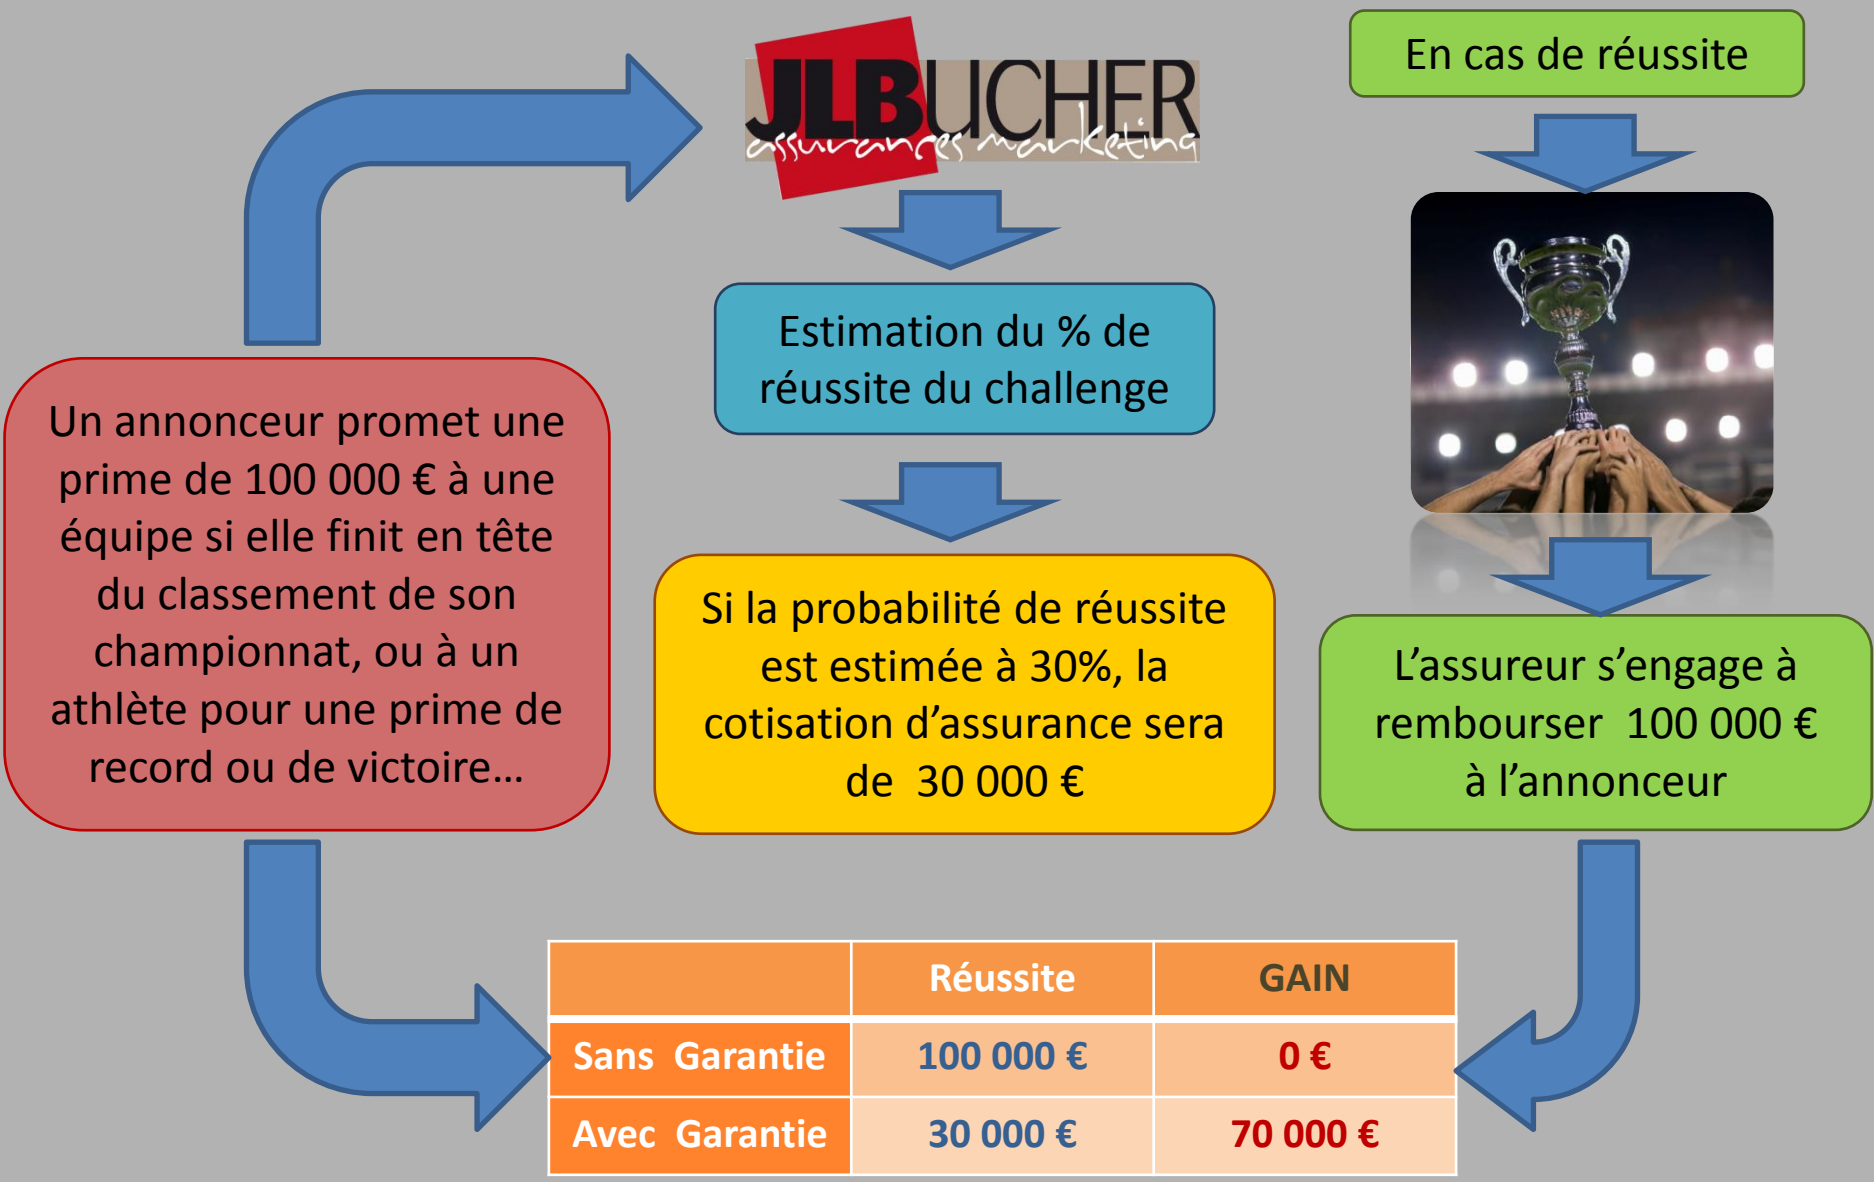 JLBUCHER
assurances marketing
En cas de réussite
Estimation du % de
réussite du challenge
Un annonceur promet une
prime de 100 000 € à une
équipe si elle finit en tête
du classement de son
championnat, ou à un
athlète pour une prime de
record ou de victoire…
Si la probabilité de réussite
est estimée à 30%, la
cotisation d’assurance sera
de  30 000 €
L’assureur s’engage à
rembourser  100 000 €
à l’annonceur
Réussite GAIN
Sans  Garantie 100 000 € 0 €
Avec  Garantie 30 000 € 70 000 €